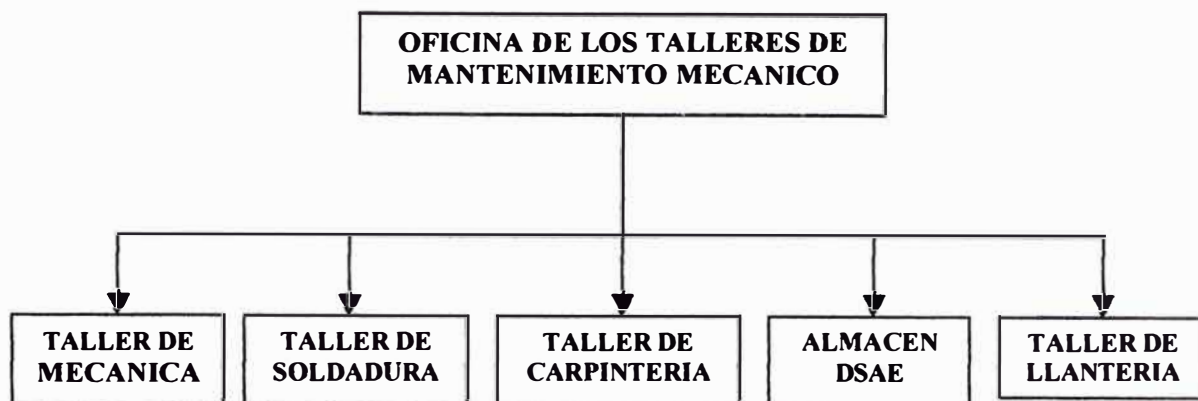 OFICINA DE LOS TALLERES DE
MANTENIMIENTO MECANICO
TALLER DE
MECANICA
TALLER DE
SOLDADURA
TALLER DE
CARPINTERIA
ALMACEN
DSAE
TALLER DE
LLANTERIA